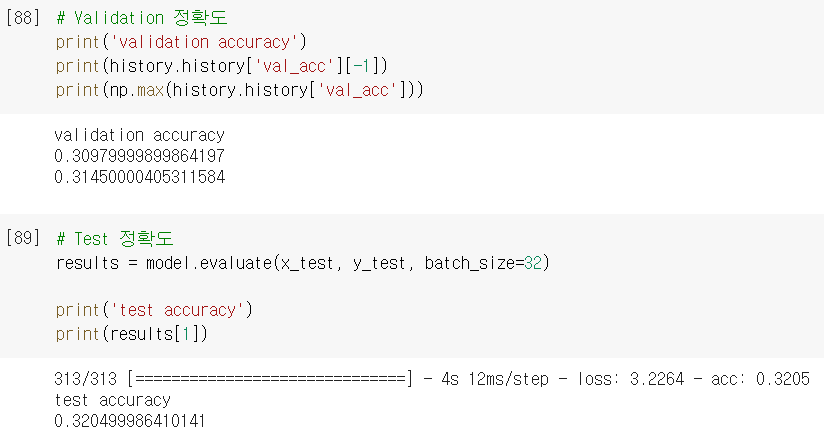 [88] # Validation 정확도
print('validation accuracy')
print(history.history['val_acc'][-1])
print(np.max(history.history['val_acc']))
validation accuracy
0.30979999899864197
0.31450000405311584
[89] # Test 정확도
results = model.evaluate(x_test, y_test, batch_size=32)
print('test accuracy')
print(results[1])
313/313 [==============================] - 4s 12ms/step - loss: 3.2264 - acc: 0.3205
test accuracy
0.320499986410141